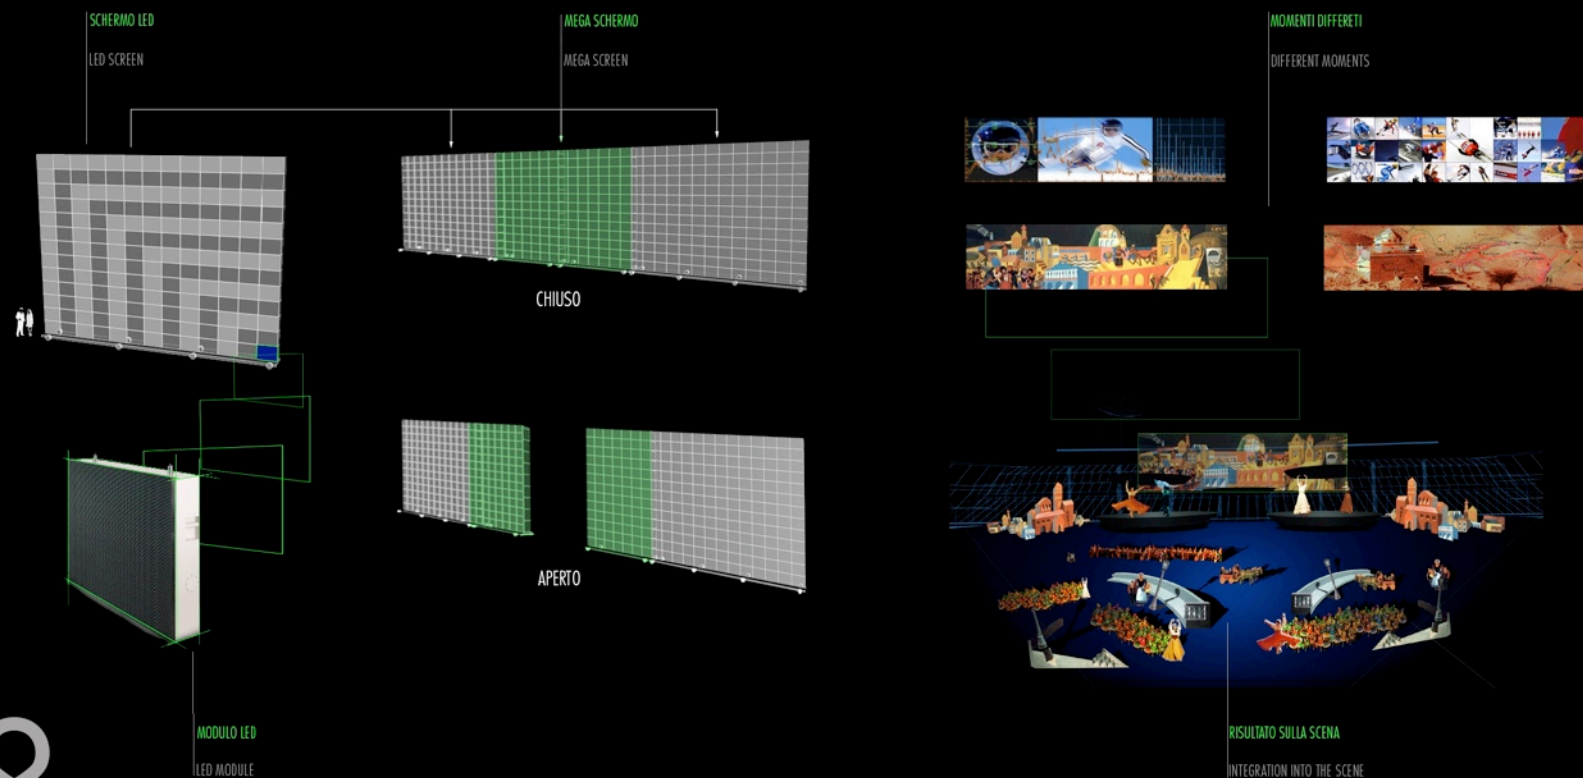 SCHERMO LED
LED SCREEN
MEGA SCHERMO
MEGA SCREEN
MOMENTI DIFFERETI
DIFFERENT MOMENTS
CHIUSO
APERTO
MODULO LED
LED MODULE
RISULTATO SULLA SCENA
INTEGRATION INTO THE SCENE